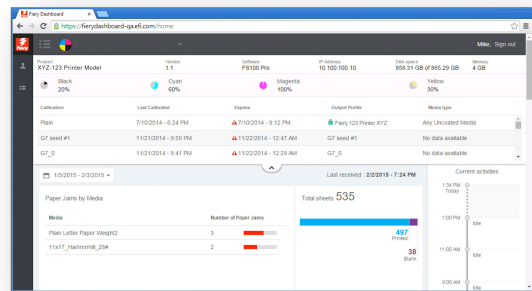 Fiery Dashboard
https://fierydashboard-qa.efi.com/home
fiery
Mike, Sign out
Product Version Software IP Address Disk space Memory
XYZ-123 Printer Model 1.1 FS100 Pro 10.100.100.10 858.31 GB of 865.29 GB 4 GB
Black Cyan Magenta Yellow
20% 60% 100% 30%
Calibration Last Calibrated Expires Output Profile Media type
Plain 7/10/2014 - 6:24 PM 7/10/2014 - 9:12 PM Fiery 123 Printer XYZ Any Uncoated Media
G7 seed #1 11/21/2014 - 9:59 PM 11/22/2014 - 12:47 AM G7 seed #1 No data available
G7_0 11/21/2014 - 9:41 PM 11/22/2014 - 12:29 AM G7_0 No data available
1/5/2015 - 2/3/2015 Last received : 2/2/2015 - 7:24 PM Current activities
1:34 PM
Today
Paper Jams by Media Total sheets 535
Media Number of Paper Jams
1:00 PM
Idle
Plain Letter Paper Weight2 3
497
Printed
11x17_Hammrmill_26# 2
38
Blank
11:00 AM
Idle
9:00 AM
Idle